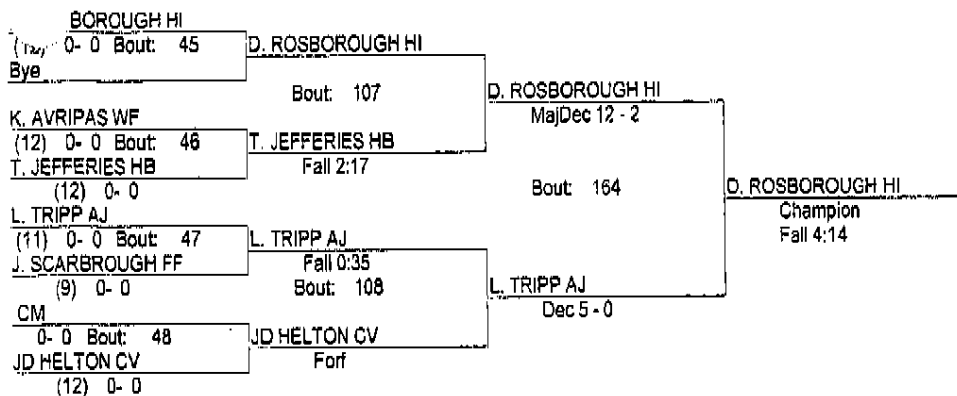 BOROUGH HI
0- 0 Bout: 45
Bye
K. AVRIPAS WF
(12) 0- 0 Bout: 46
T. JEFFERIES HB
(12) 0- 0
L. TRIPP AJ
(11) 0- 0 Bout: 47
J. SCARBROUGH FF
(9) 0- 0
CM
0- 0 Bout: 48
JD HELTON CV
(12) 0- 0
D. ROSBOROUGH HI
Bout: 107
T. JEFFERIES HB
Fall 2:17
L. TRIPP AJ
Fall 0:35
Bout: 108
JD HELTON CV
Forf
D. ROSBOROUGH HI
MajDec 12 - 2
Bout: 164
L. TRIPP AJ
Dec 5 - 0
D. ROSBOROUGH HI
Champion
Fall 4:14